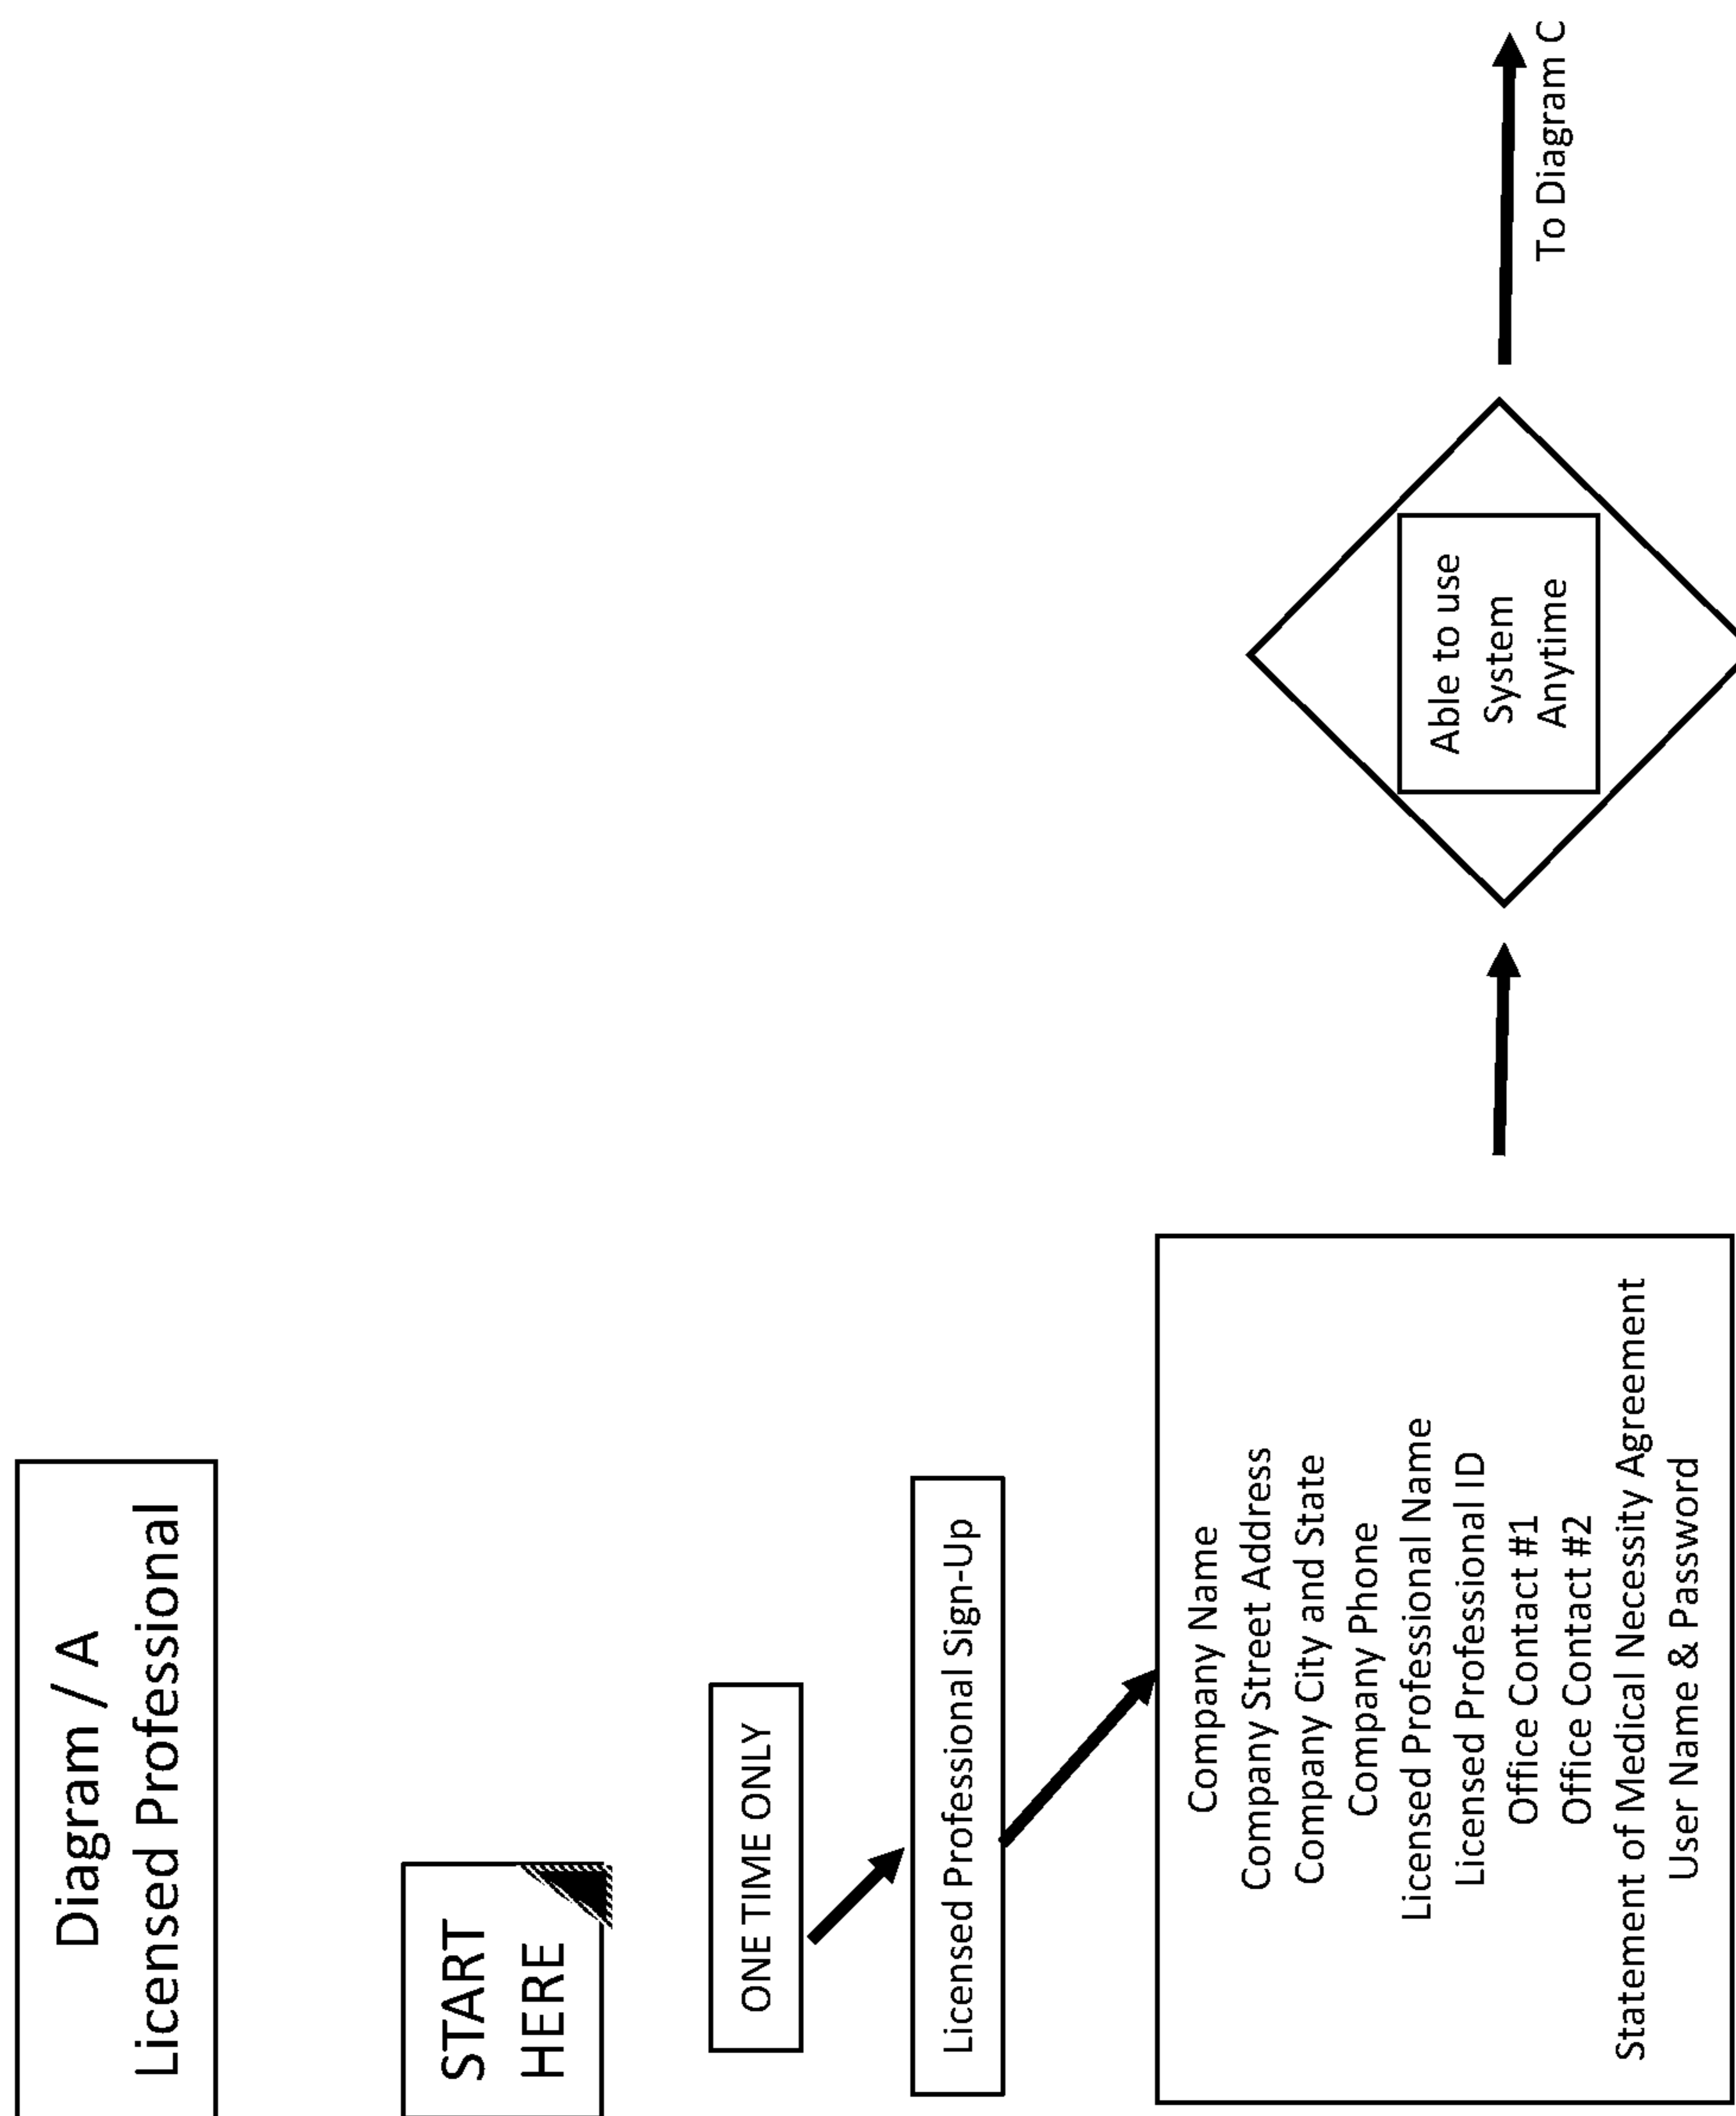 Diagram / A
Licensed Professional
START
HERE
ONE TIME ONLY
Licensed Professional Sign-Up
Company Name
Company Street Address
Company City and State
Company Phone
Licensed Professional Name
Licensed Professional ID
Office Contact #1
Office Contact #2
Statement of Medical Necessity Agreement
User Name & Password
Able to use
System
Anytime
To Diagram C